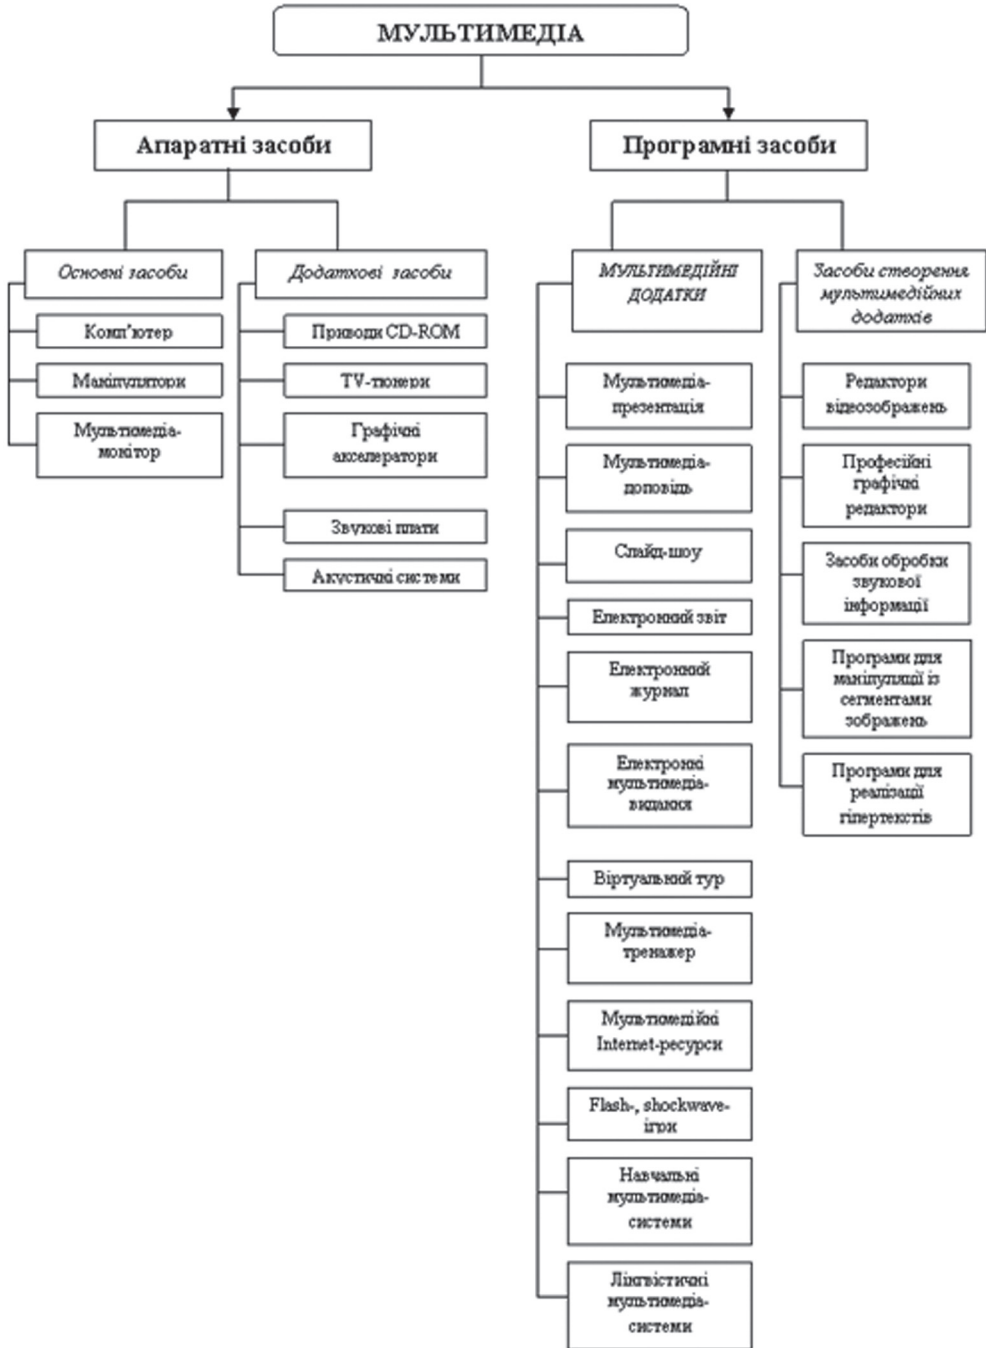 МУЛЬТИМЕДІА
Апаратні засоби
Основні засоби
Комп'ютер
Маніпулятори
Мультимедіа-
монітор
Додаткові засоби
Приводи CD-ROM
TV-тюнери
Графічні
акселератори
Звукові плати
Акустичні системи
Програмні засоби
МУЛЬТИМЕДІЙНІ
ДОДАТКИ
Мультимедіа-
презентація
Мультимедіа-
доповідь
Слайд-шоу
Електронний звіт
Електронний
журнал
Електронні
мультимедіа-
видання
Віртуальний тур
Мультимедіа-
тренажер
Мультимедійні
Internet-ресурси
Flash-, shockwave-
ігри
Навчальні
мультимедіа-
системи
Лінгвістичні
мультимедіа-
системи
Засоби створення
мультимедійних
додатків
Редактори
відеозображень
Професійні
графічні
редактори
Засоби обробки
звукової
інформації
Програми для
маніпуляції із
сегментами
зображень
Програми для
реалізації
гіпертекстів